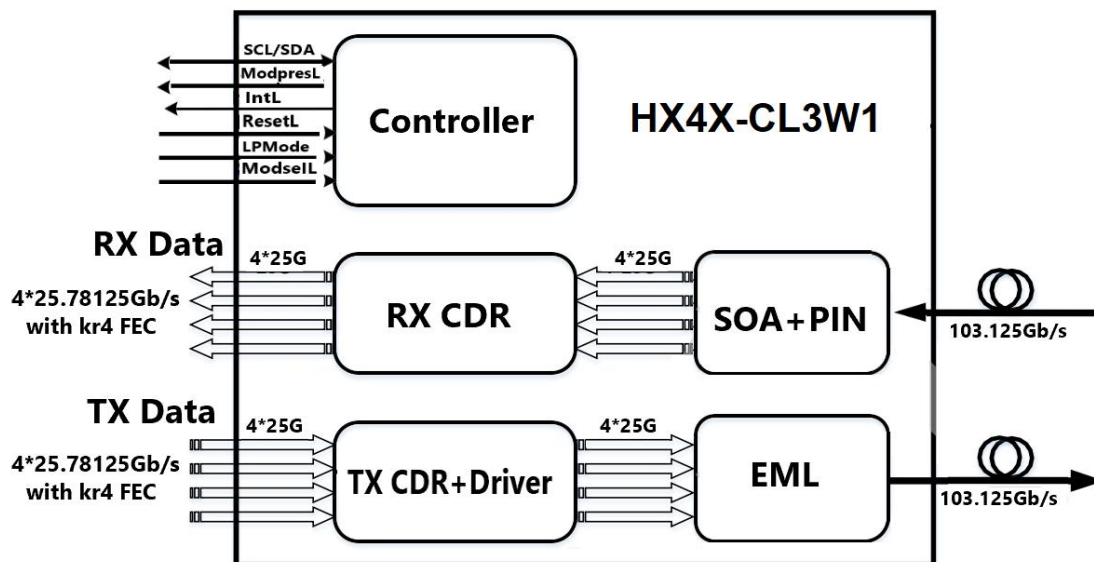 SCL/SDA
ModpresL
IntL
ResetL
LPMode
ModselL
Controller
HX4X-CL3W1
RX Data
4*25G
4*25G
4*25.78125Gb/s
with kr4 FEC
RX CDR
SOA+PIN
103.125Gb/s
TX Data
4*25G
4*25G
4*25.78125Gb/s
with kr4 FEC
TX CDR+Driver
EML
103.125Gb/s